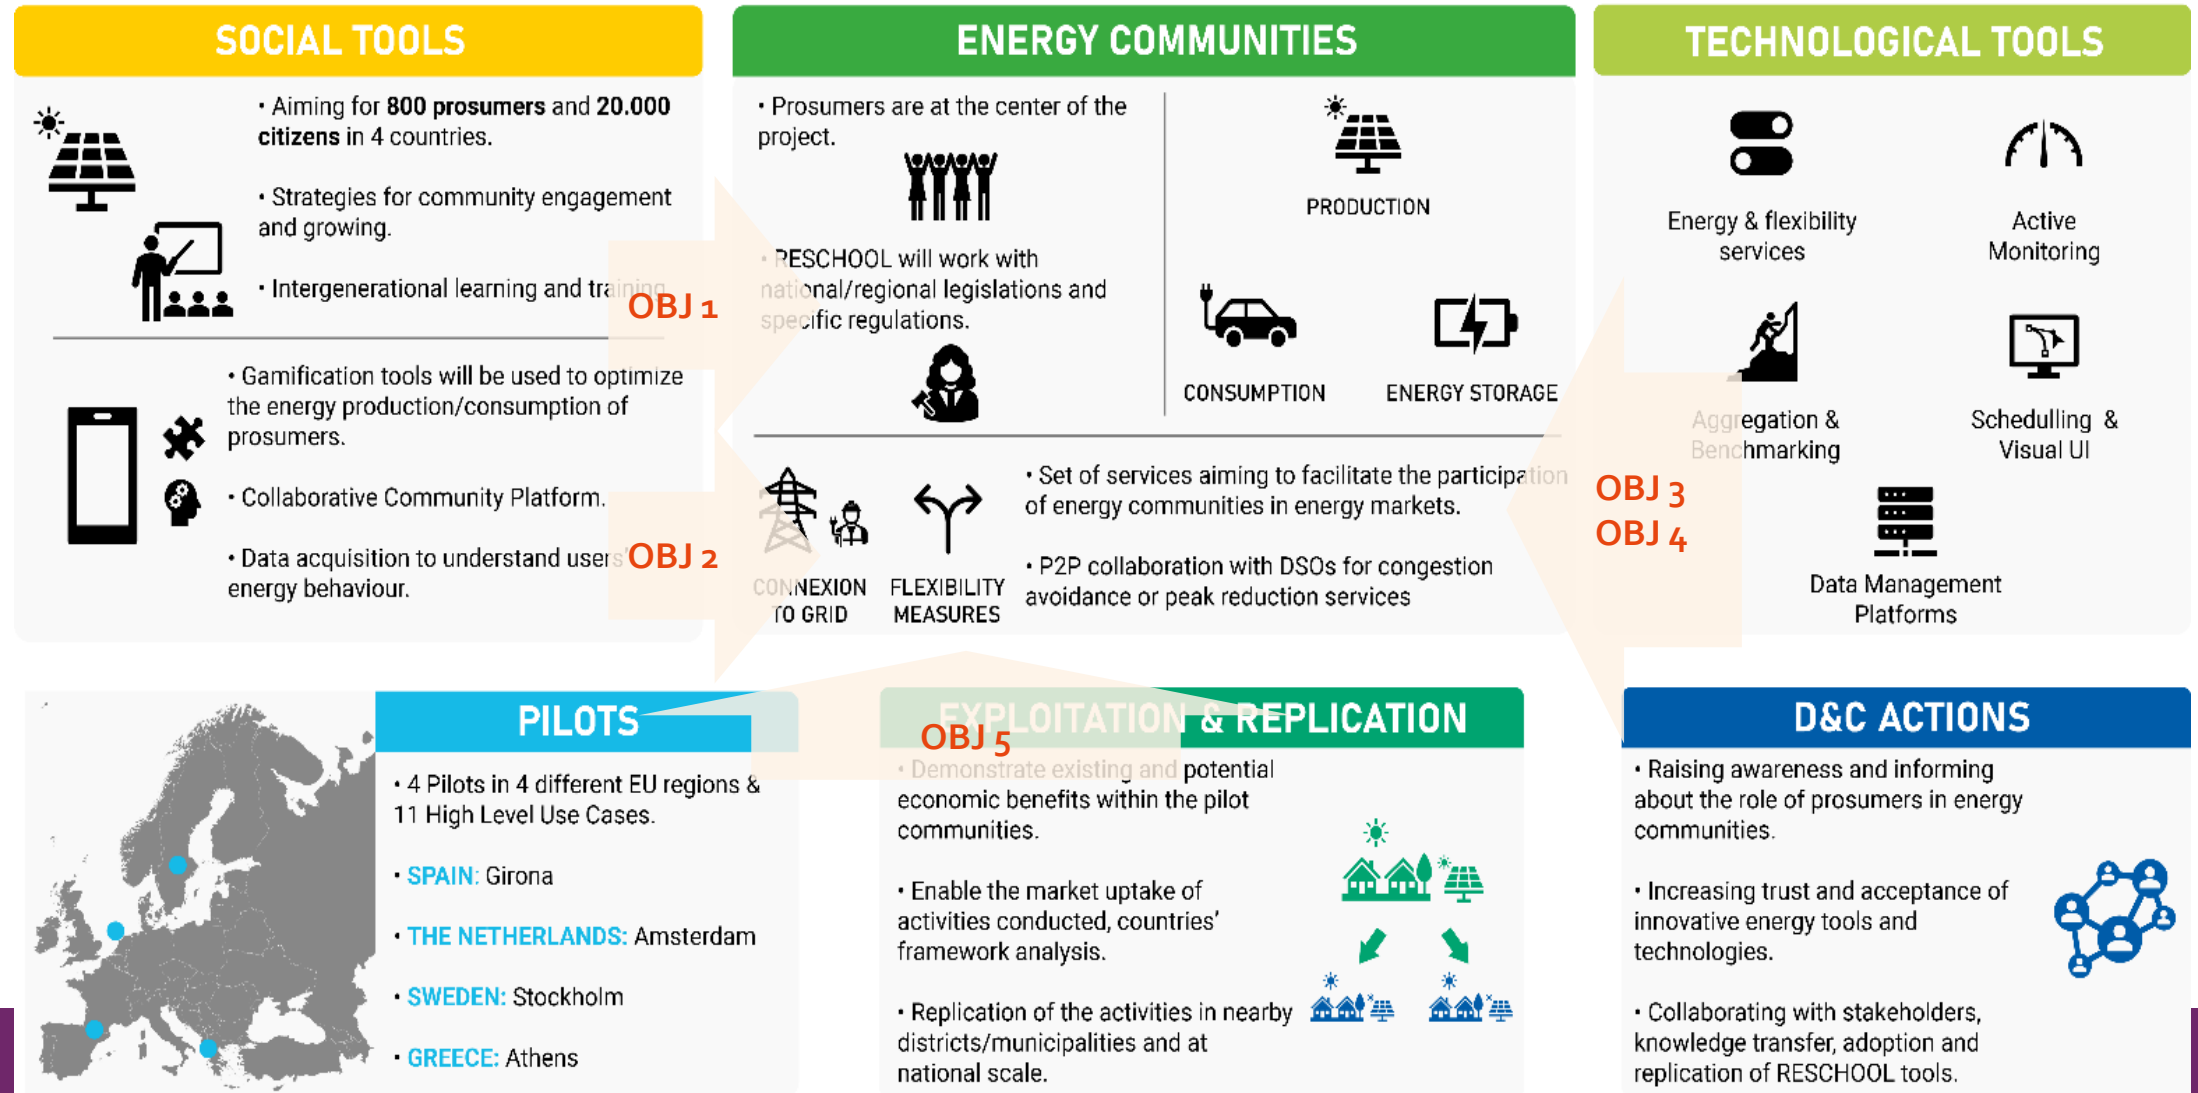 SOCIAL TOOLS
• Aiming for 800 prosumers and 20.000
citizens in 4 countries.
• Strategies for community engagement
and growing.
• Intergenerational learning and training
OBJ 1
• Gamification tools will be used to optimize
the energy production/consumption of
prosumers.
• Collaborative Community Platform.
• Data acquisition to understand users'
energy behaviour.
OBJ 2
ENERGY COMMUNITIES
• Prosumers are at the center of the
project.
• RESCHOOL will work with
national/regional legislations and
specific regulations.
PRODUCTION
CONSUMPTION
ENERGY STORAGE
CONNEXION
TO GRID
FLEXIBILITY
MEASURES
• Set of services aiming to facilitate the participation
of energy communities in energy markets.
• P2P collaboration with DSOs for congestion
avoidance or peak reduction services
TECHNOLOGICAL TOOLS
Energy & flexibility
services
Active
Monitoring
Aggregation &
Benchmarking
Schedulling &
Visual UI
OBJ 3
OBJ 4
Data Management
Platforms
PILOTS
• 4 Pilots in 4 different EU regions &
11 High Level Use Cases.
• SPAIN: Girona
• THE NETHERLANDS: Amsterdam
• SWEDEN: Stockholm
• GREECE: Athens
EXPLOITATION & REPLICATION
OBJ 5
• Demonstrate existing and potential
economic benefits within the pilot
communities.
• Enable the market uptake of
activities conducted, countries'
framework analysis.
• Replication of the activities in nearby
districts/municipalities and at
national scale.
D&C ACTIONS
• Raising awareness and informing
about the role of prosumers in energy
communities.
• Increasing trust and acceptance of
innovative energy tools and
technologies.
• Collaborating with stakeholders,
knowledge transfer, adoption and
replication of RESCHOOL tools.